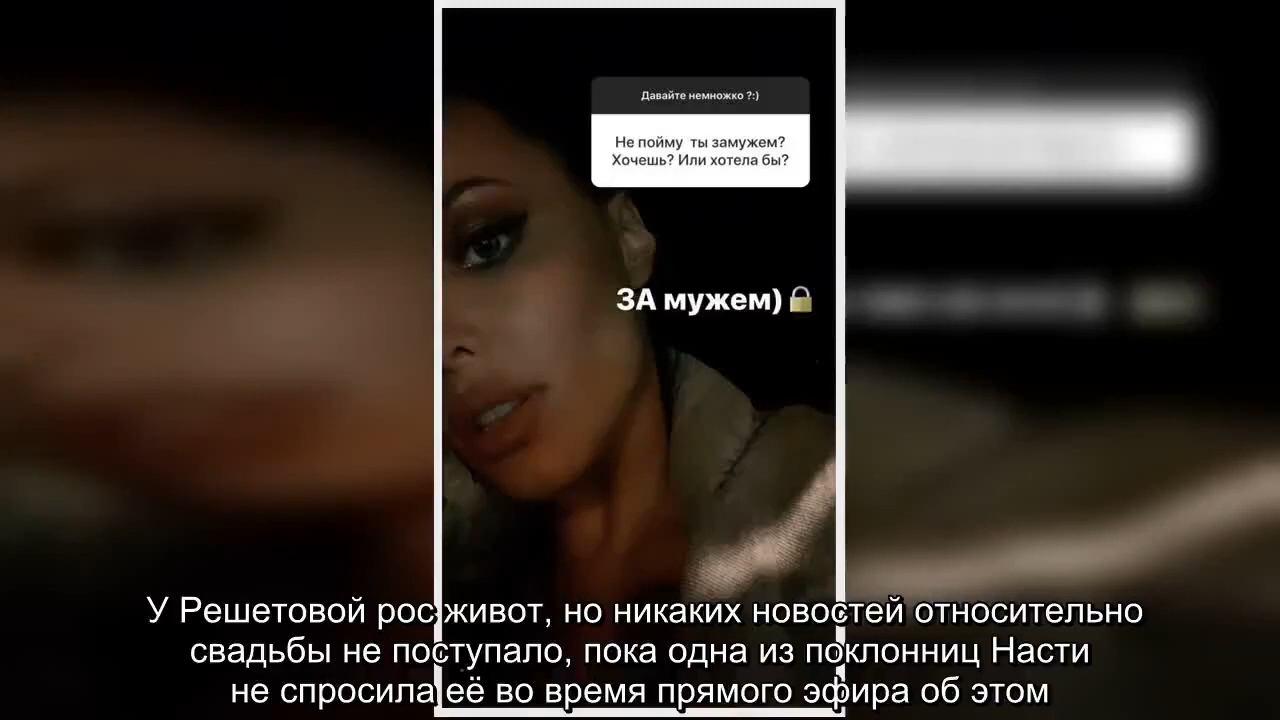 Давайте немножко ?:)
Не пойму ты замужем?
Хочешь? Или хотела бы?
ЗА мужем)🔒
У Решетовой рос живот, но никаких новостей относительно
свадьбы не поступало, пока одна из поклонниц Насти
не спросила её во время прямого эфира об этом